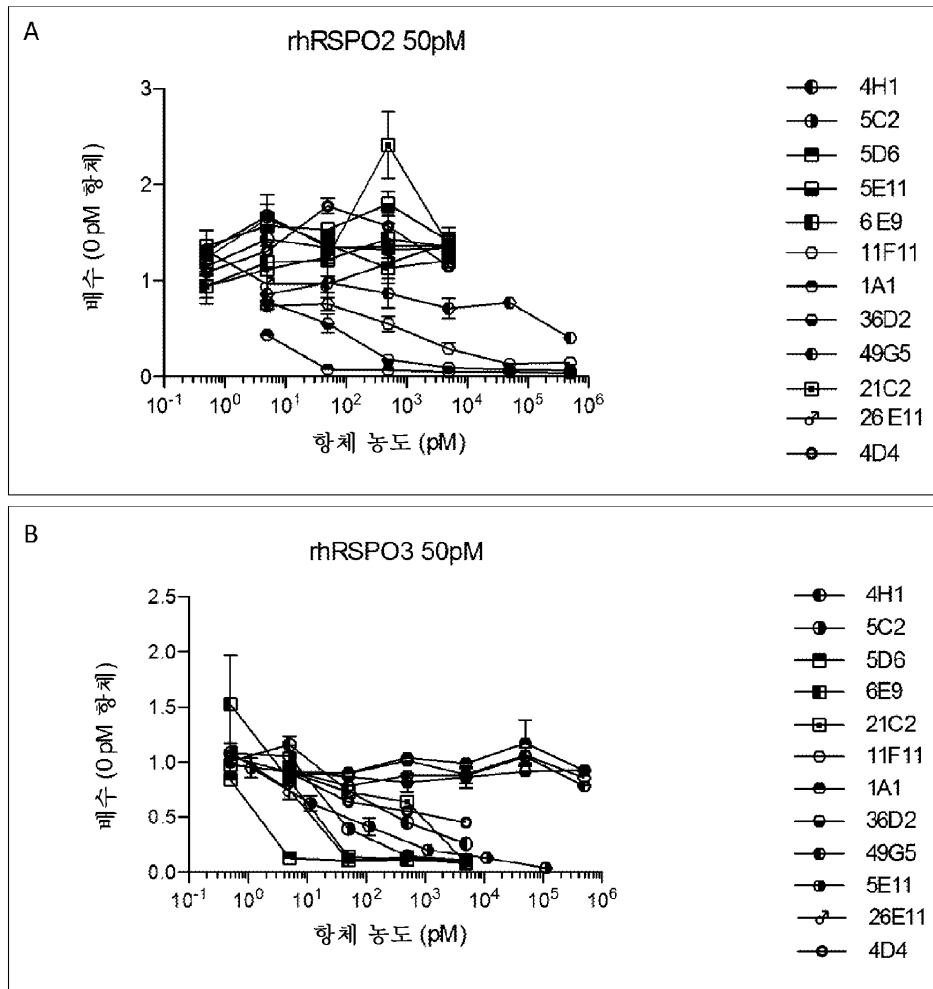 A
rhRSPO2 50pM
배수 (0 pM 항체)
3
2
1
0
10-1
100
101
102
103
104
105
106
항체 농도 (pM)
4H1
5C2
5D6
5E11
6E9
11F11
1A1
36D2
49G5
21C2
26E11
4D4
B
rhRSPO3 50pM
배수 (0 pM 항체)
2.5
2.0
1.5
1.0
0.5
0.0
10-1
100
101
102
103
104
105
106
항체 농도 (pM)
4H1
5C2
5D6
6E9
21C2
11F11
1A1
36D2
49G5
5E11
26E11
4D4